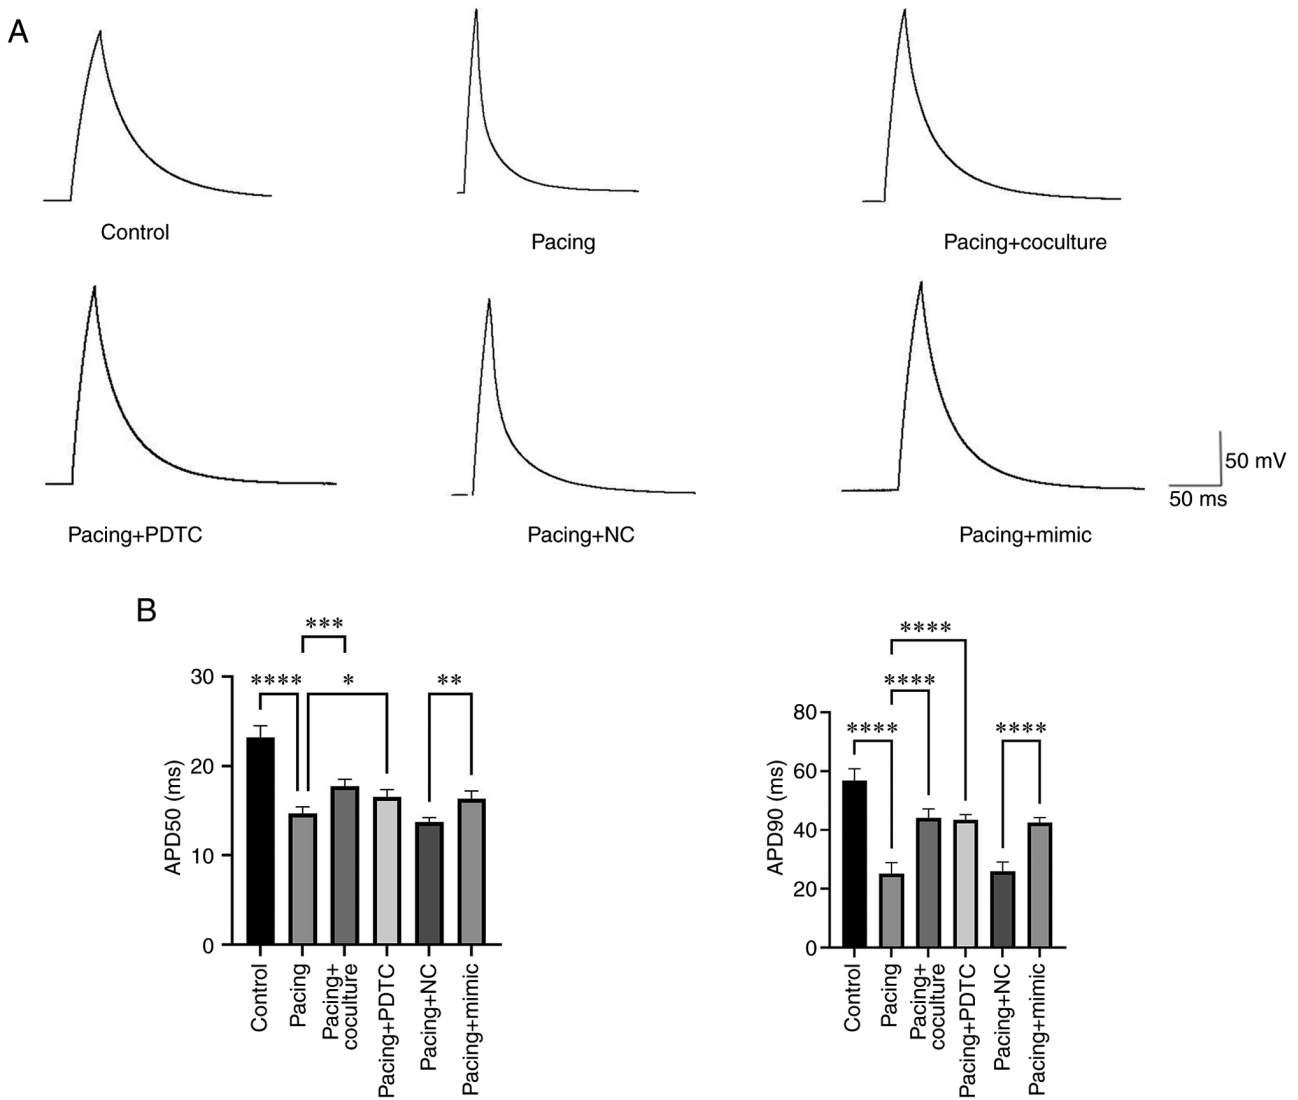 A
Control
Pacing
Pacing+coculture
Pacing+PDTC
Pacing+NC
Pacing+mimic
50 mV
50 ms
B
***
**** * **
30
20
10
0
APD50 (ms)
Control
Pacing
Pacing+
coculture
Pacing+PDTC
Pacing+NC
Pacing+mimic
****
****
**** ****
80
60
40
20
0
APD90 (ms)
Control
Pacing
Pacing+
coculture
Pacing+PDTC
Pacing+NC
Pacing+mimic